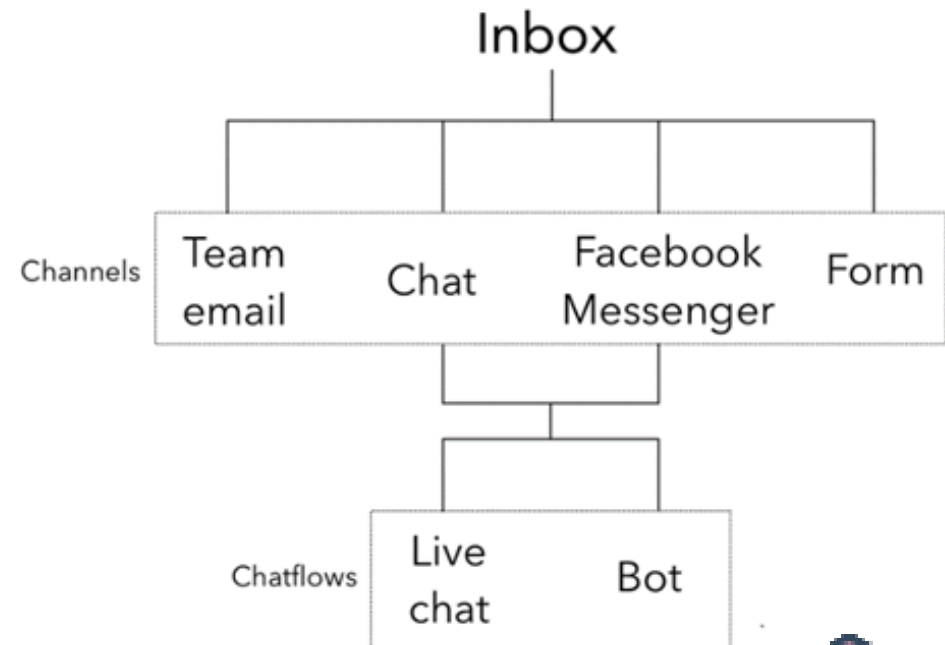 Inbox
Channels
Team
email
Chat
Facebook
Messenger
Form
Chatflows
Live
chat
Bot